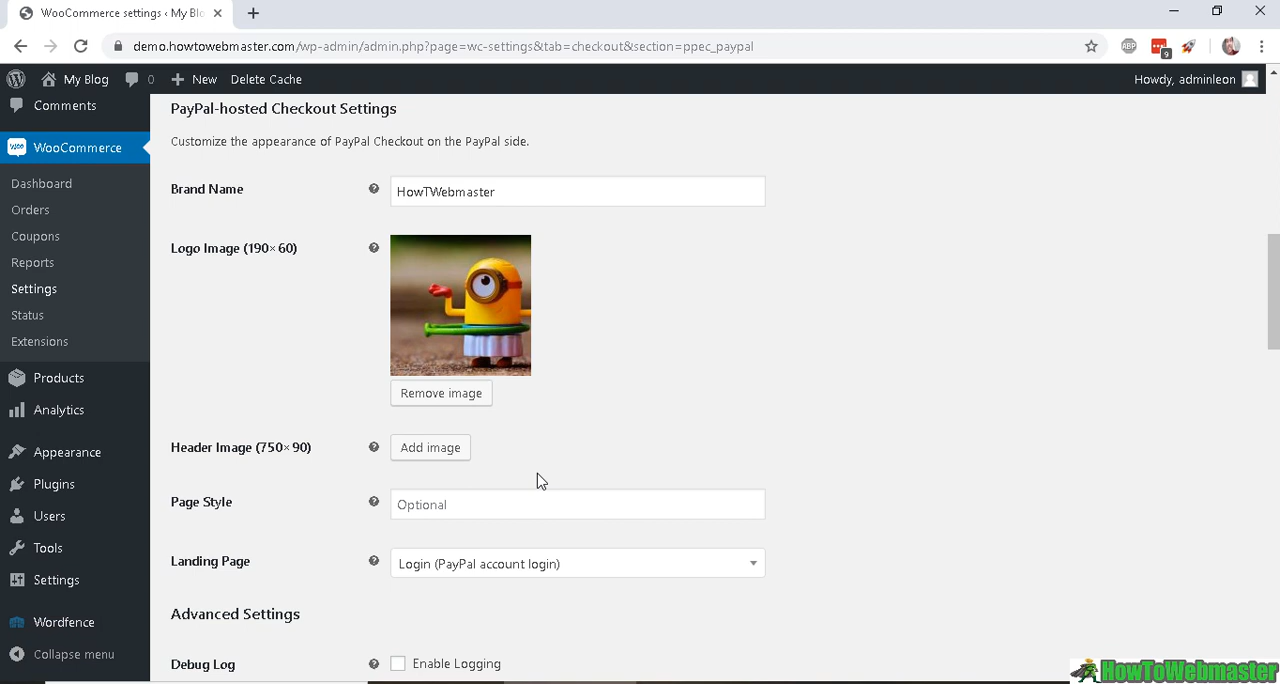 WooCommerce settings ‹ My Blo
demo.howtowebmaster.com/wp-admin/admin.php?page=wc-settings&tab=checkout&section=ppec_paypal
ABP
9
My Blog 0 New Delete Cache
Howdy, adminleon
Comments
WooCommerce
Dashboard
Orders
Coupons
Reports
Settings
Status
Extensions
Products
Analytics
Appearance
Plugins
Users
Tools
Settings
Wordfence
Collapse menu
PayPal-hosted Checkout Settings
Customize the appearance of PayPal Checkout on the PayPal side.
Brand Name
HowTWebmaster
Logo Image (190×60)
Remove image
Header Image (750×90)
Add image
Page Style
Optional
Landing Page
Login (PayPal account login)
Advanced Settings
Debug Log
Enable Logging
HowToWebmaster